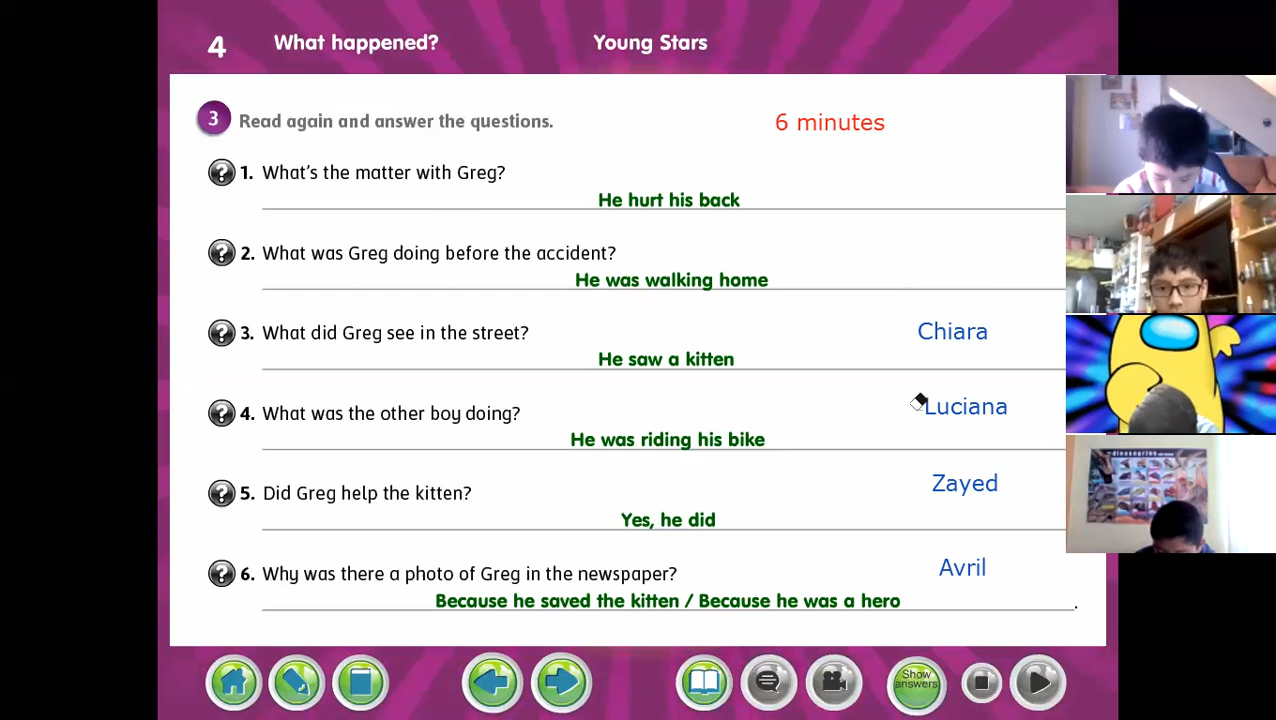 4 What happened? Young Stars
3 Read again and answer the questions. 6 minutes
1. What's the matter with Greg?
He hurt his back
2. What was Greg doing before the accident?
He was walking home
3. What did Greg see in the street? Chiara
He saw a kitten
4. What was the other boy doing? Luciana
He was riding his bike
5. Did Greg help the kitten? Zayed
Yes, he did
6. Why was there a photo of Greg in the newspaper? Avril
Because he saved the kitten / Because he was a hero
.
Show
answers